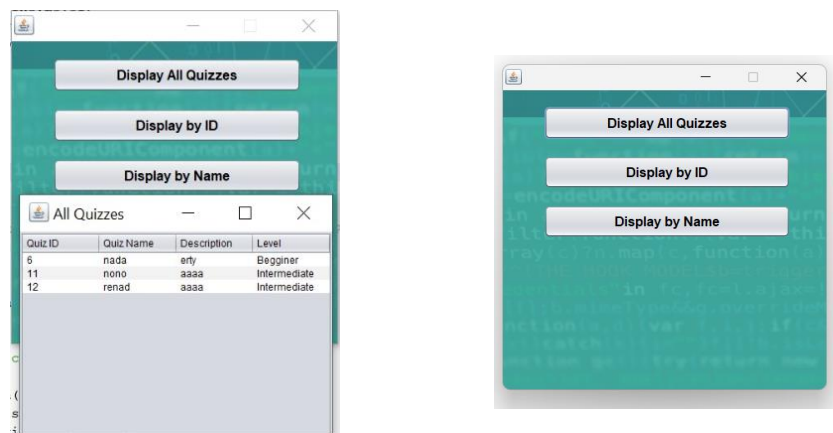 Display All Quizzes
Display by ID
encodeURIComponent
Display by Name
All Quizzes
Quiz ID Quiz Name Description Level
6 nada erty Begginer
11 nono aaaa Intermediate
12 renad aaaa Intermediate
Display All Quizzes
Display by ID
encodeURIComponent
Display by Name